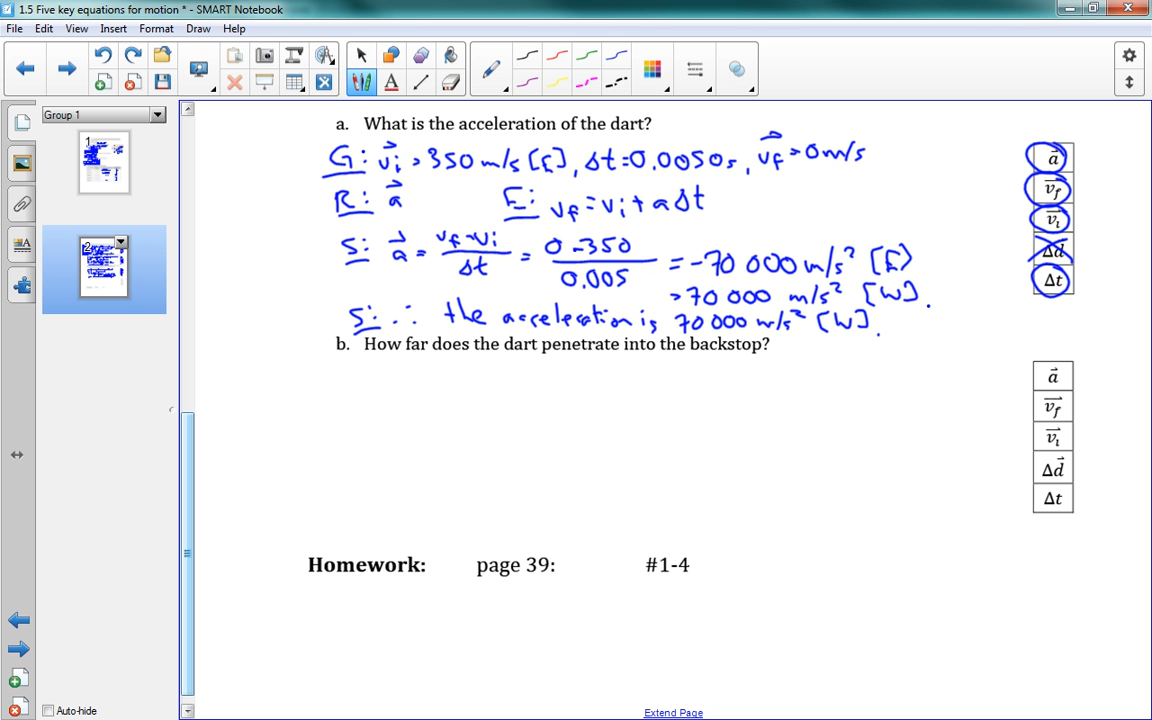 1.5 Five key equations for motion * - SMART Notebook
File Edit View Insert Format Draw Help
Group 1
1
2
a. What is the acceleration of the dart?
G: v⃗i = 350 m/s [E], Δt = 0.0050s, v⃗f = 0 m/s
R: a⃗ E: vf = vi + aΔt
S: a⃗ = (vf - vi)/Δt = (0 - 350)/0.005 = -70 000 m/s² [E]
= 70 000 m/s² [W].
S: ∴ the acceleration is 70 000 m/s² [W].
a⃗
v⃗f
v⃗i
Δd⃗
Δt
b. How far does the dart penetrate into the backstop?
a⃗
v⃗f
v⃗i
Δd⃗
Δt
Homework: page 39: #1-4
Auto-hide
Extend Page